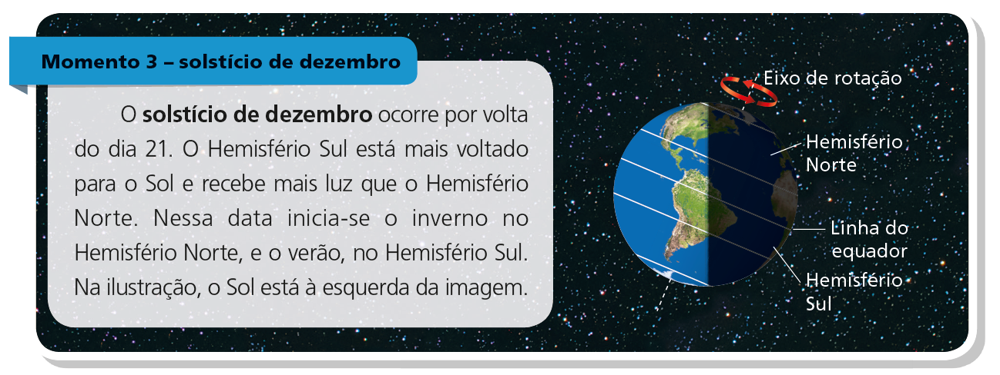 Momento 3 – solstício de dezembro
O solstício de dezembro ocorre por volta
do dia 21. O Hemisfério Sul está mais voltado
para o Sol e recebe mais luz que o Hemisfério
Norte. Nessa data inicia-se o inverno no
Hemisfério Norte, e o verão, no Hemisfério Sul.
Na ilustração, o Sol está à esquerda da imagem.
Eixo de rotação
Hemisfério
Norte
Linha do
equador
Hemisfério
Sul